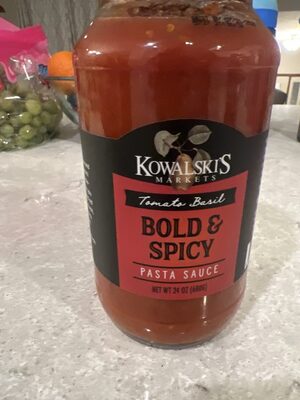 KOWALSKI'S
MARKETS
Tomato Basil
BOLD &
SPICY
PASTA SAUCE
NET WT 24 OZ (680G)